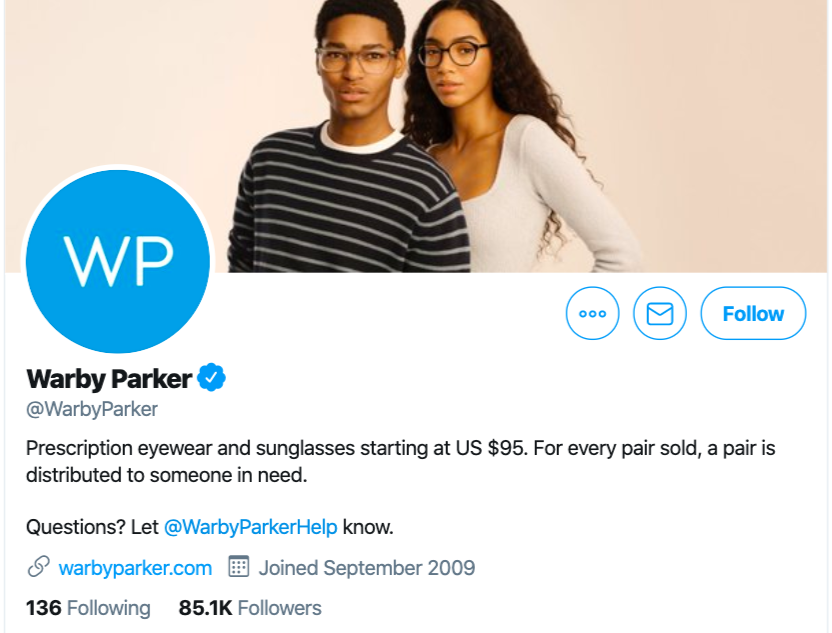 WP
Follow
Warby Parker
@WarbyParker
Prescription eyewear and sunglasses starting at US $95. For every pair sold, a pair is
distributed to someone in need.
Questions? Let @WarbyParkerHelp know.
warbyparker.com Joined September 2009
136 Following 85.1K Followers